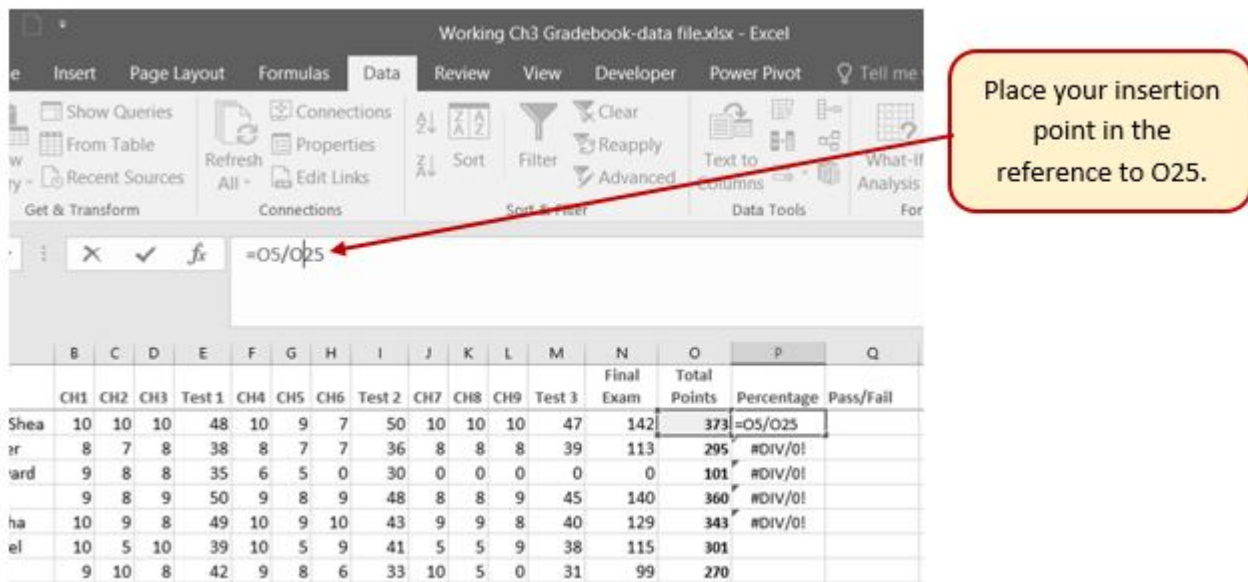 Working Ch3 Gradebook-data file.xlsx - Excel
Insert Page Layout Formulas Data Review View Developer Power Pivot Tell me
Show Queries
From Table
Recent Sources
Get & Transform
Refresh
All
Connections
Properties
Edit Links
Connections
Sort
Filter
Clear
Reapply
Advanced
Sort & Filter
Text to
Columns
Data Tools
What-If
Analysis
For
Place your insertion
point in the
reference to O25.
fx =O5/O25
B C D E F G H I J K L M N O P Q
Final Total
CH1 CH2 CH3 Test 1 CH4 CH5 CH6 Test 2 CH7 CH8 CH9 Test 3 Exam Points Percentage Pass/Fail
Shea 10 10 10 48 10 9 7 50 10 10 10 47 142 373 =O5/O25
er 8 7 8 38 8 7 7 36 8 8 8 39 113 295 #DIV/0!
vard 9 8 8 35 6 5 0 30 0 0 0 0 0 101 #DIV/0!
9 8 9 50 9 8 9 48 8 8 9 45 140 360 #DIV/0!
ha 10 9 8 49 10 9 10 43 9 9 8 40 129 343 #DIV/0!
el 10 5 10 39 10 5 9 41 5 5 9 38 115 301
9 10 8 42 9 8 6 33 10 5 0 31 99 270